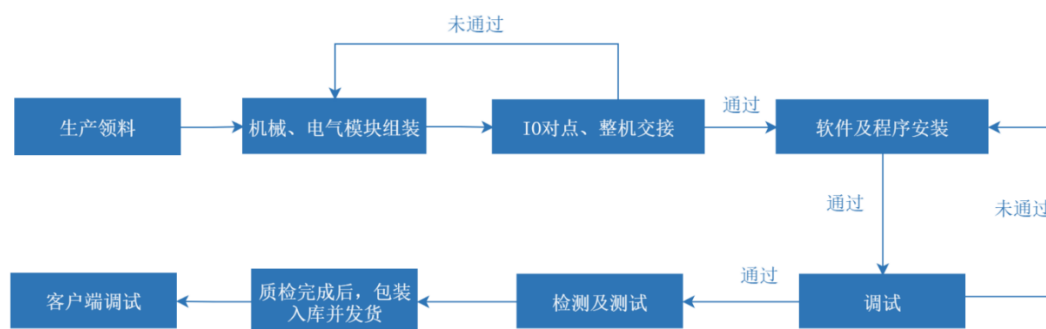 未通过
生产领料
机械、电气模块组装
IO对点、整机交接
通过
软件及程序安装
通过
未通过
客户端调试
质检完成后，包装
入库并发货
检测及测试
通过
调试